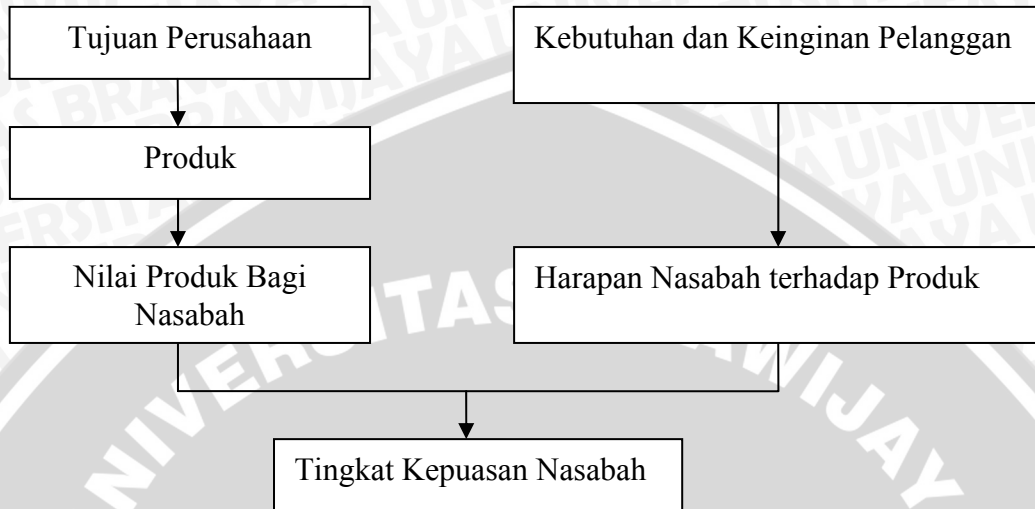 Tujuan Perusahaan
Kebutuhan dan Keinginan Pelanggan
Produk
Nilai Produk Bagi
Nasabah
Harapan Nasabah terhadap Produk
Tingkat Kepuasan Nasabah